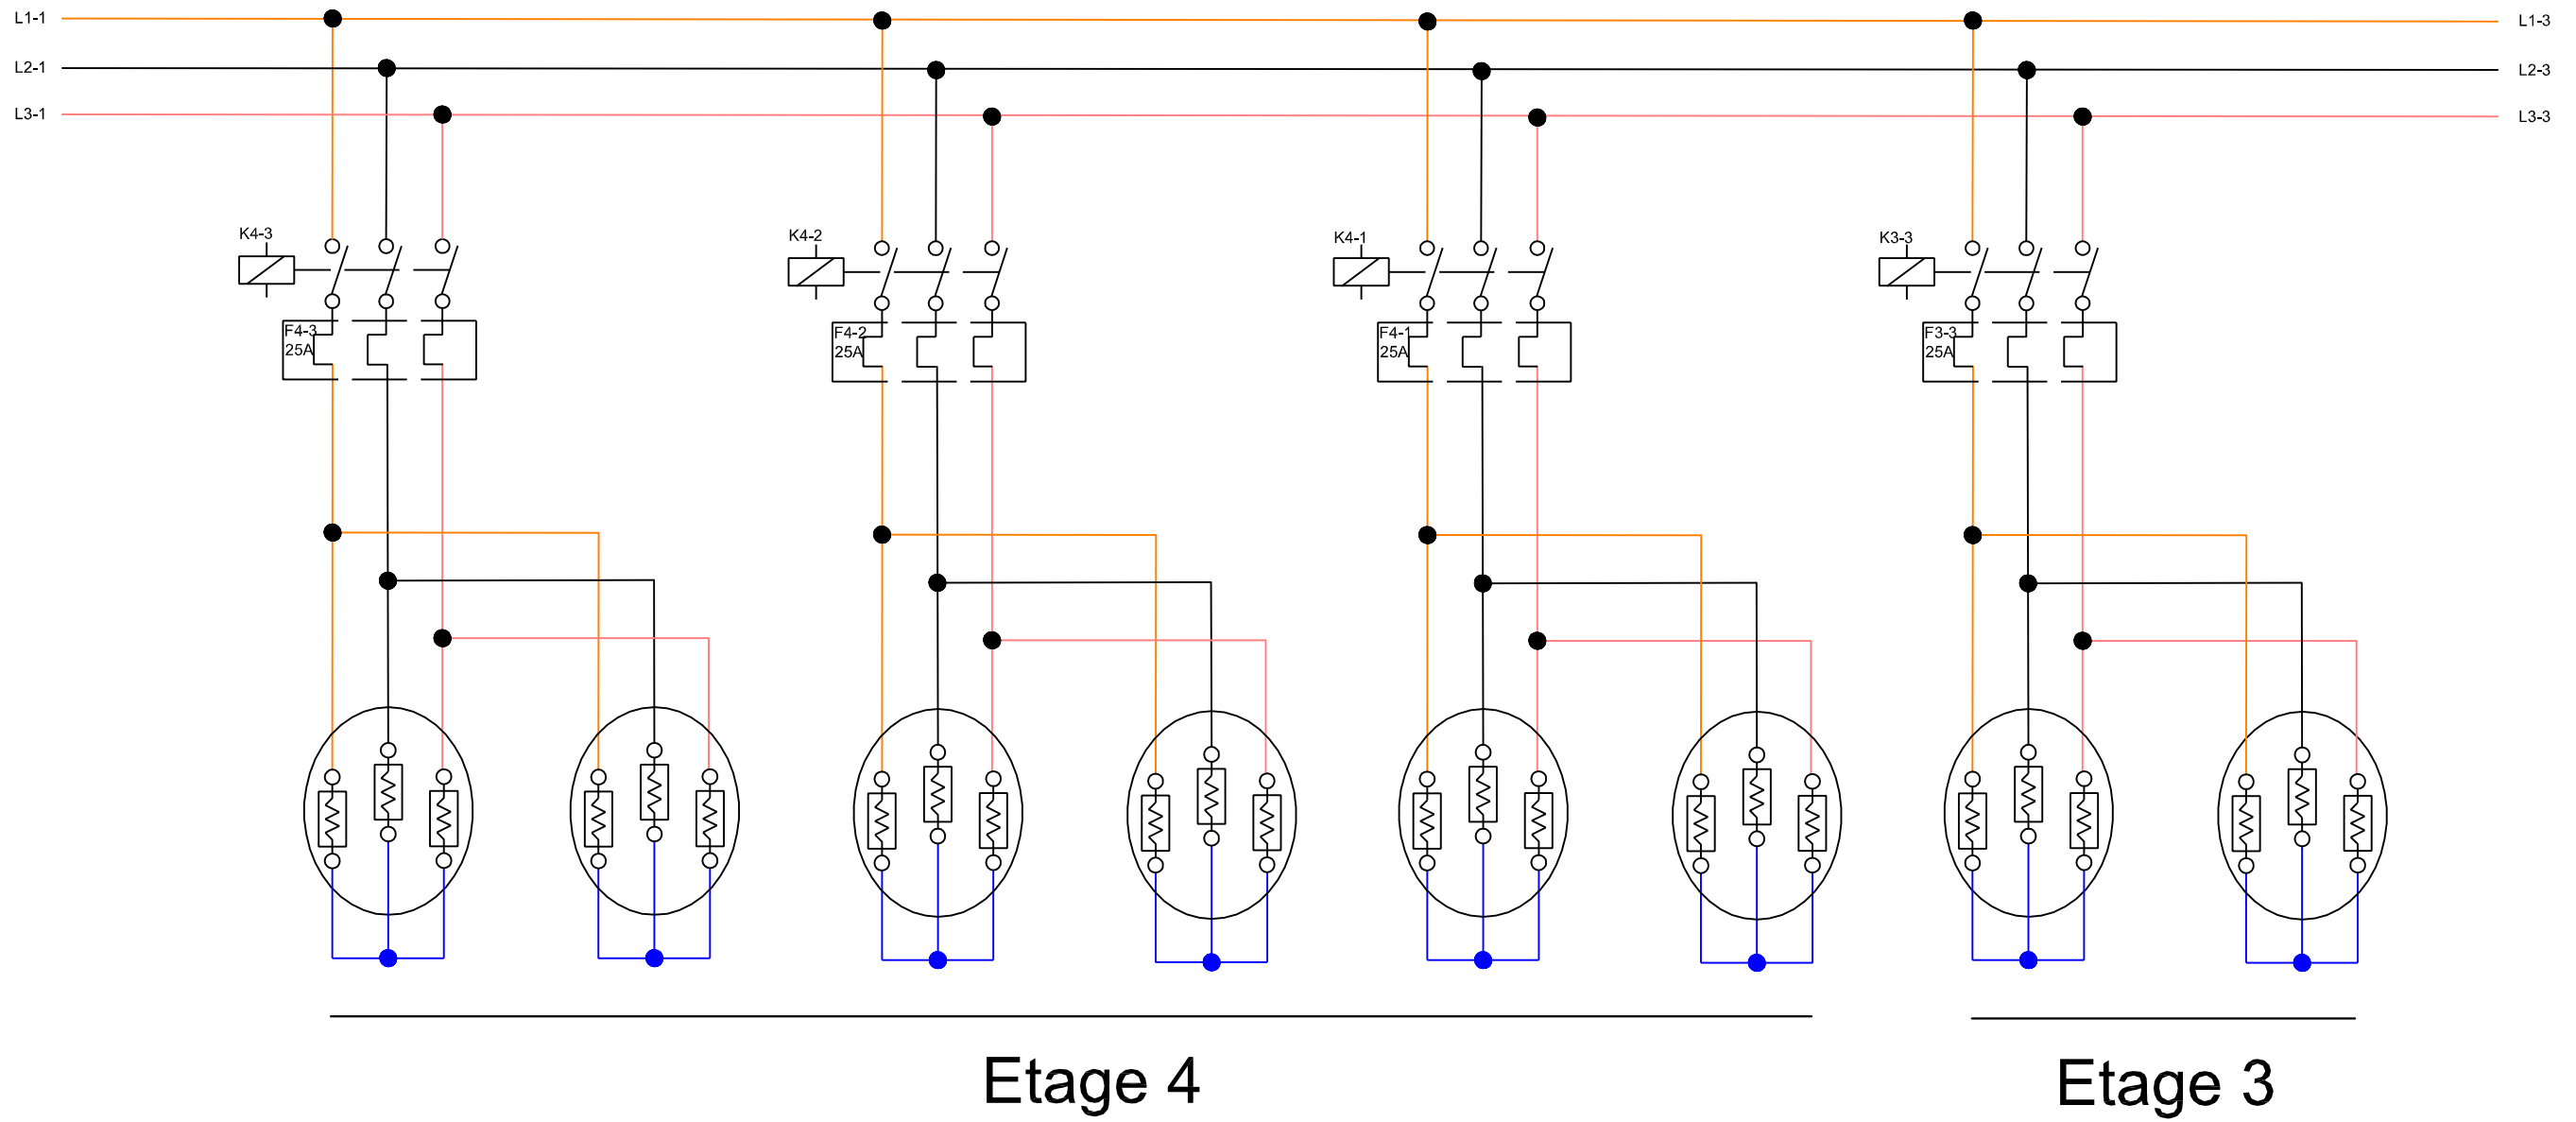 L1-1
L1-3
L2-1
L2-3
L3-1
L3-3
K4-3
K4-2
K4-1
K3-3
F4-3
25A
F4-2
25A
F4-1
25A
F3-3
25A
Etage 4
Etage 3